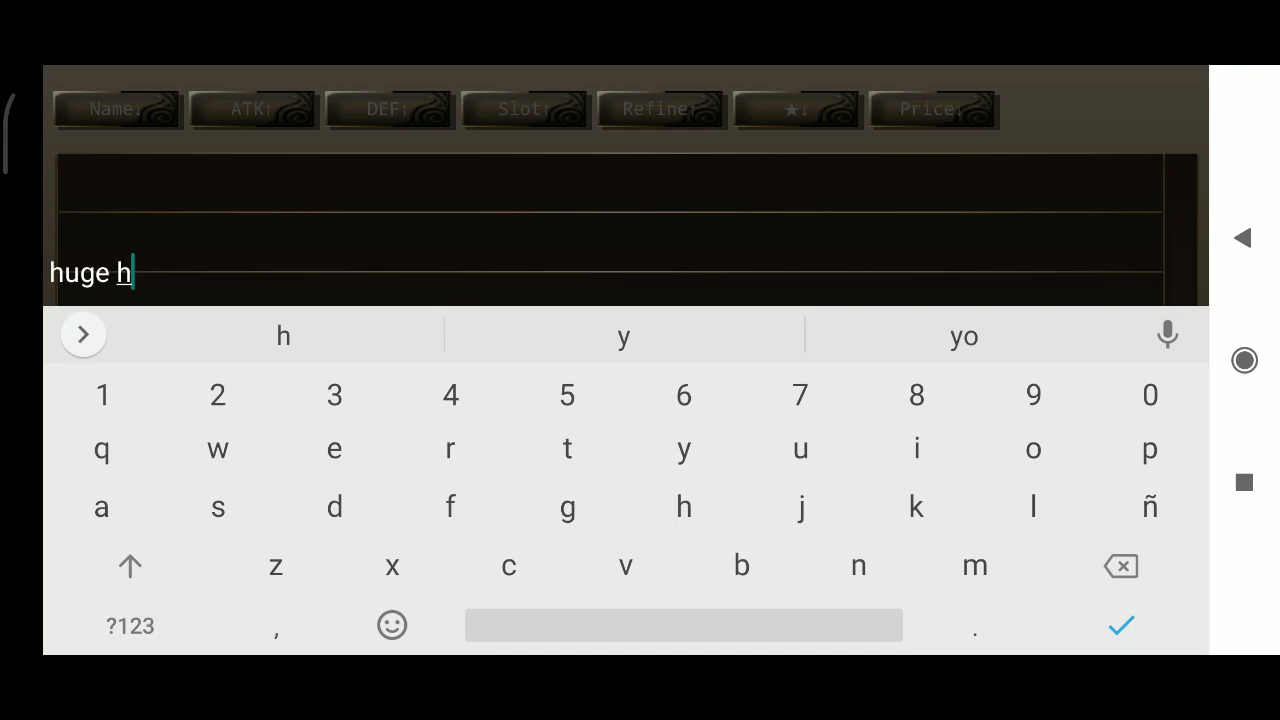 Name↓ ATK↑ DEF↑ Slot↑ Refine↑ ★↓ Price↓
huge h
h y yo
1 2 3 4 5 6 7 8 9 0
q w e r t y u i o p
a s d f g h j k l ñ
z x c v b n m
?123 , .